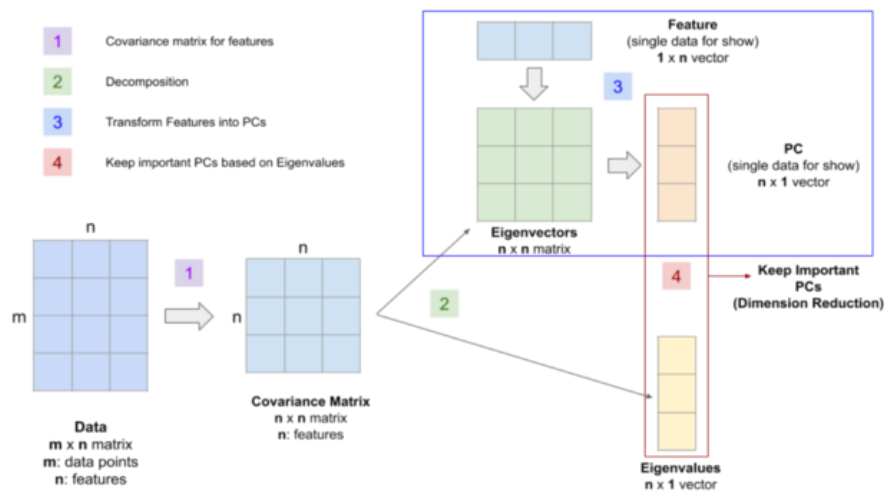 1 Covariance matrix for features
2 Decomposition
3 Transform Features into PCs
4 Keep important PCs based on Eigenvalues
Feature
(single data for show)
1 x n vector
3
PC
(single data for show)
n x 1 vector
Eigenvectors
n x n matrix
n
m
1
n
n
2
4
Keep Important
PCs
(Dimension Reduction)
Data
m x n matrix
m: data points
n: features
Covariance Matrix
n x n matrix
n: features
Eigenvalues
n x 1 vector